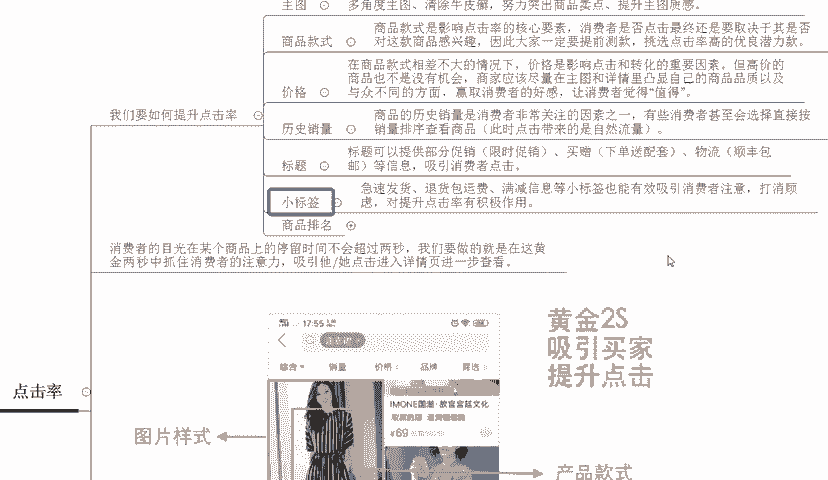 主图
多角度主图、清除牛皮癣，努力突出商品卖点、提升主图质感。
商品款式
商品款式是影响点击率的核心要素，消费者是否点击最终还是要取决于其是否
对这款商品感兴趣，因此大家一定要提前测款，挑选点击率高的优良潜力款。
价格
在商品款式相差不大的情况下，价格是影响点击和转化的重要因素。但高价的
商品也不是没有机会，商家应该尽量在主图和详情里凸显自己的商品品质以及
与众不同的方面，赢取消费者的好感，让消费者觉得“值得”。
我们要如何提升点击率
历史销量
商品的历史销量是消费者非常关注的因素之一，有些消费者甚至会选择直接按
销量排序查看商品（此时点击带来的是自然流量）。
标题
标题可以提供部分促销（限时促销）、买赠（下单送配套）、物流（顺丰包
邮）等信息，吸引消费者点击。
小标签
急速发货、退货包运费、满减信息等小标签也能有效吸引消费者注意，打消顾
虑，对提升点击率有积极作用。
商品排名
消费者的目光在某个商品上的停留时间不会超过两秒，我们要做的就是在这黄
金两秒中抓住消费者的注意力，吸引他/她点击进入详情页进一步查看。
点击率
17:55
综合
销量
价格
品牌
筛选
IMONE国潮·故宫宫廷文化
¥69
黄金2S
吸引买家
提升点击
图片样式
产品款式